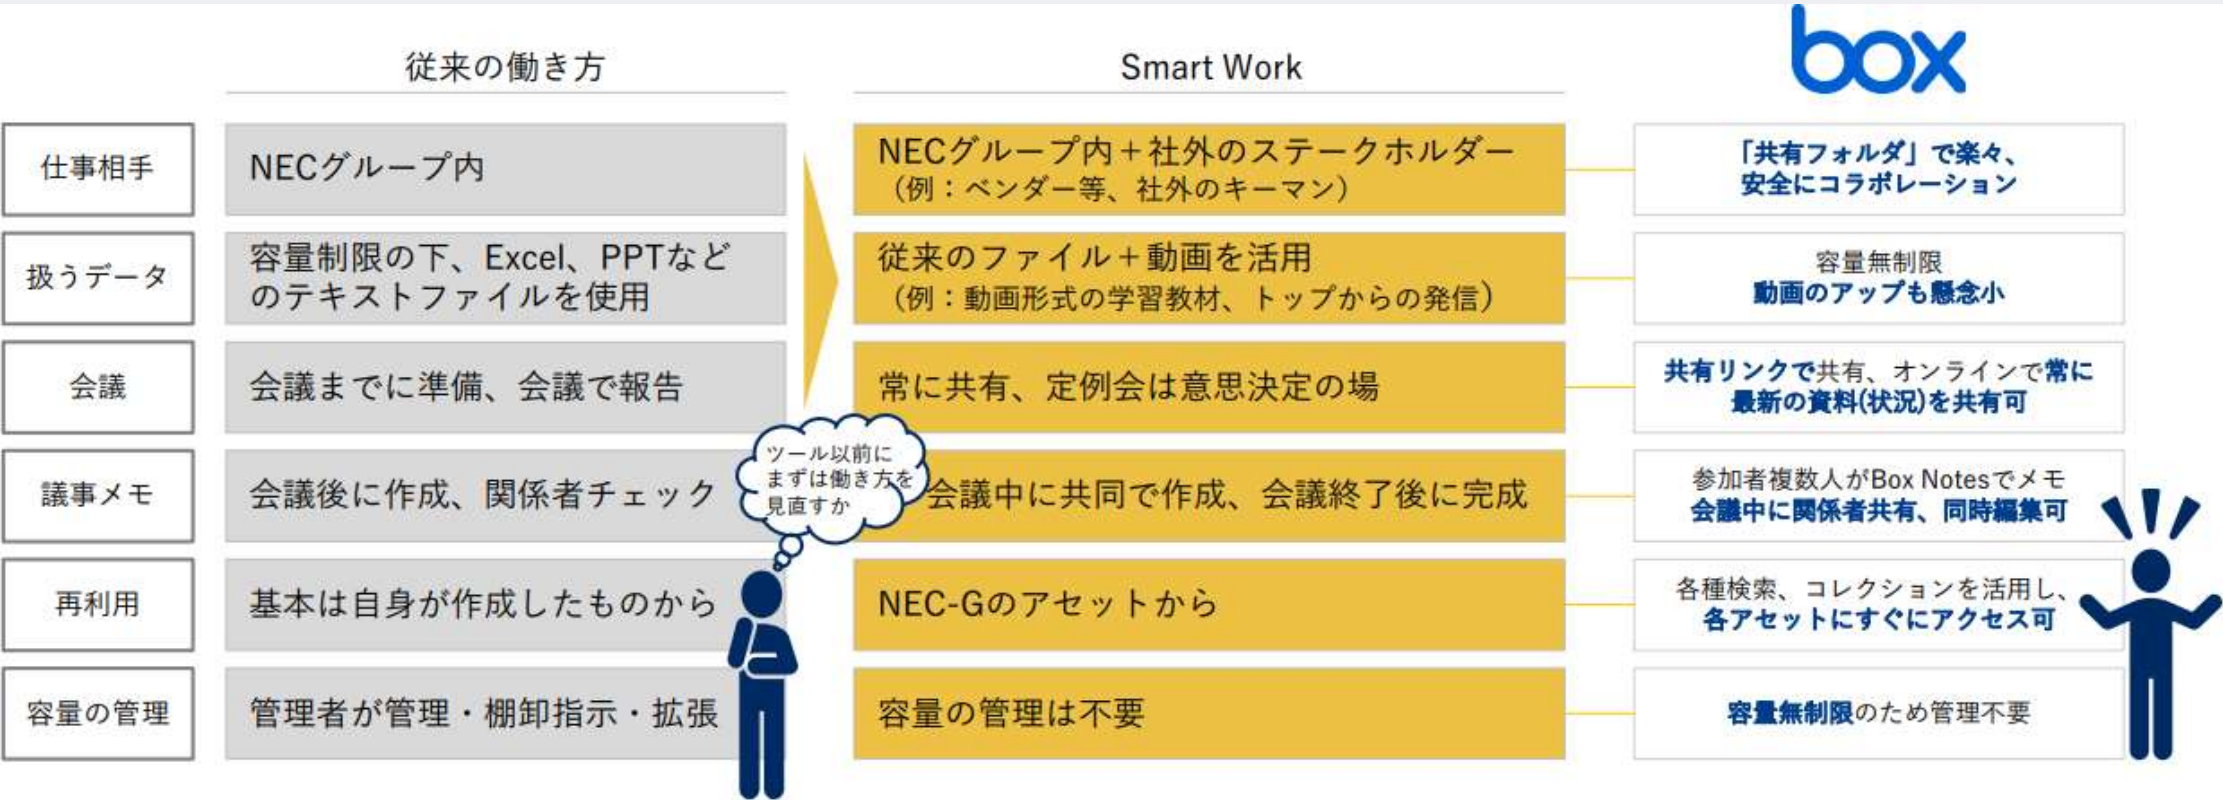 従来の働き方
Smart Work
box
仕事相手
NECグループ内
NECグループ内＋社外のステークホルダー
（例：ベンダー等、社外のキーマン）
「共有フォルダ」で楽々、
安全にコラボレーション
扱うデータ
容量制限の下、Excel、PPTなど
のテキストファイルを使用
従来のファイル＋動画を活用
（例：動画形式の学習教材、トップからの発信）
容量無制限
動画のアップも懸念小
会議
会議までに準備、会議で報告
常に共有、定例会は意思決定の場
共有リンクで共有、オンラインで常に
最新の資料(状況)を共有可
ツール以前に
まずは働き方を
見直すか
議事メモ
会議後に作成、関係者チェック
会議中に共同で作成、会議終了後に完成
参加者複数人がBox Notesでメモ
会議中に関係者共有、同時編集可
再利用
基本は自身が作成したものから
NEC-Gのアセットから
各種検索、コレクションを活用し、
各アセットにすぐにアクセス可
容量の管理
管理者が管理・棚卸指示・拡張
容量の管理は不要
容量無制限のため管理不要